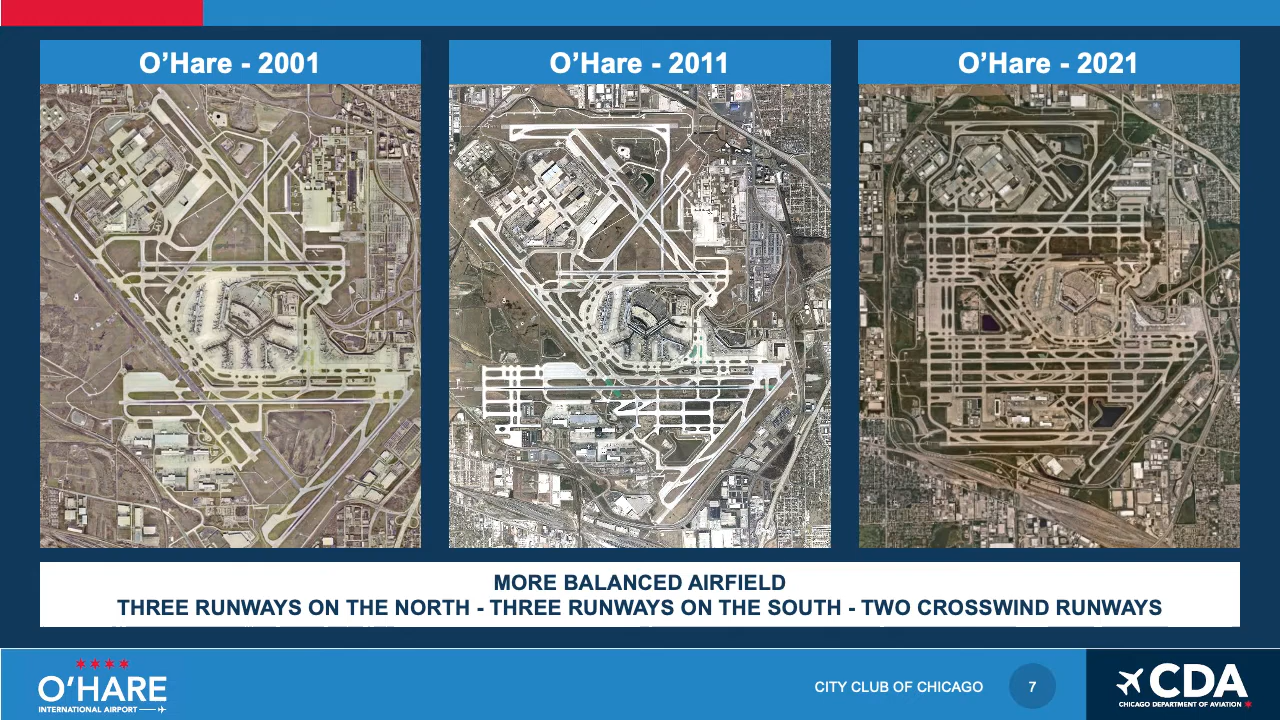 O’Hare - 2001
O’Hare - 2011
O’Hare - 2021
MORE BALANCED AIRFIELD
THREE RUNWAYS ON THE NORTH - THREE RUNWAYS ON THE SOUTH - TWO CROSSWIND RUNWAYS
O’HARE
INTERNATIONAL AIRPORT
CITY CLUB OF CHICAGO
7
CDA
CHICAGO DEPARTMENT OF AVIATION